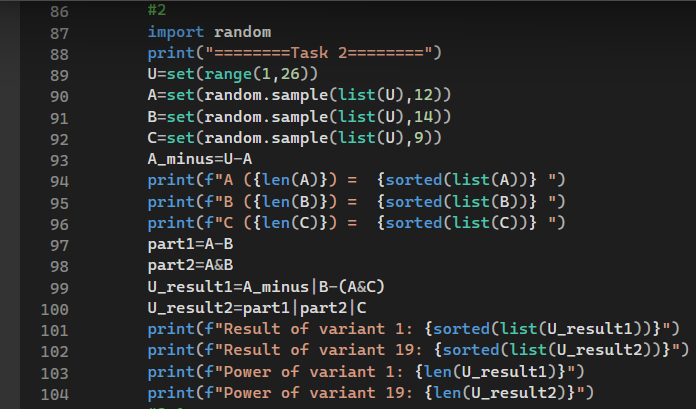 86 #2
87 import random
88 print("========Task 2========")
89 U=set(range(1,26))
90 A=set(random.sample(list(U),12))
91 B=set(random.sample(list(U),14))
92 C=set(random.sample(list(U),9))
93 A_minus=U-A
94 print(f"A ({len(A)}) =  {sorted(list(A))} ")
95 print(f"B ({len(B)}) =  {sorted(list(B))} ")
96 print(f"C ({len(C)}) =  {sorted(list(C))} ")
97 part1=A-B
98 part2=A&B
99 U_result1=A_minus|B-(A&C)
100 U_result2=part1|part2|C
101 print(f"Result of variant 1: {sorted(list(U_result1))}")
102 print(f"Result of variant 19: {sorted(list(U_result2))}")
103 print(f"Power of variant 1: {len(U_result1)}")
104 print(f"Power of variant 19: {len(U_result2)}")